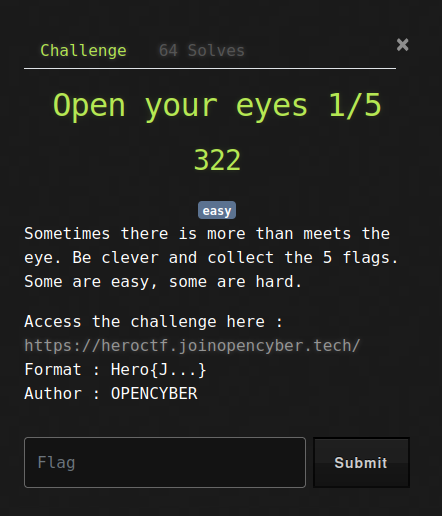 Challenge 64 Solves ×
Open your eyes 1/5
322
easy
Sometimes there is more than meets the
eye. Be clever and collect the 5 flags.
Some are easy, some are hard.
Access the challenge here :
https://heroctf.joinopencyber.tech/
Format : Hero{J...}
Author : OPENCYBER
Flag Submit